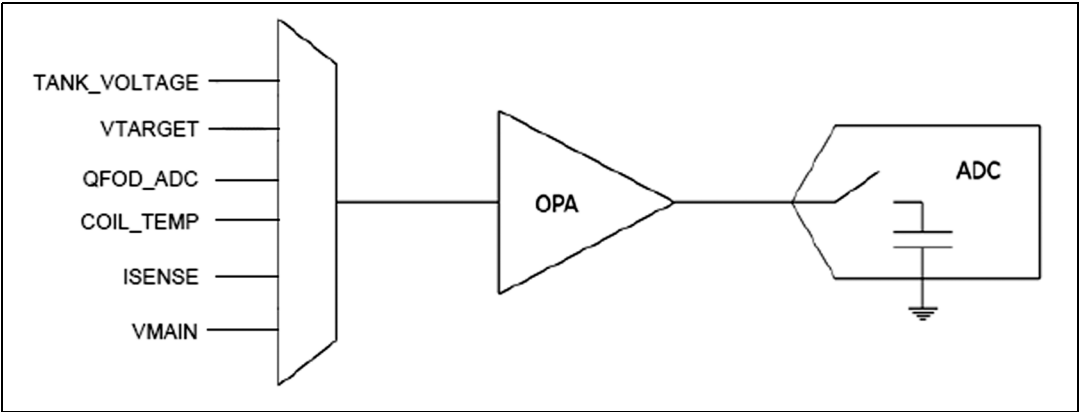 TANK_VOLTAGE
VTARGET
QFOD_ADC
COIL_TEMP
ISENSE
VMAIN
OPA
ADC